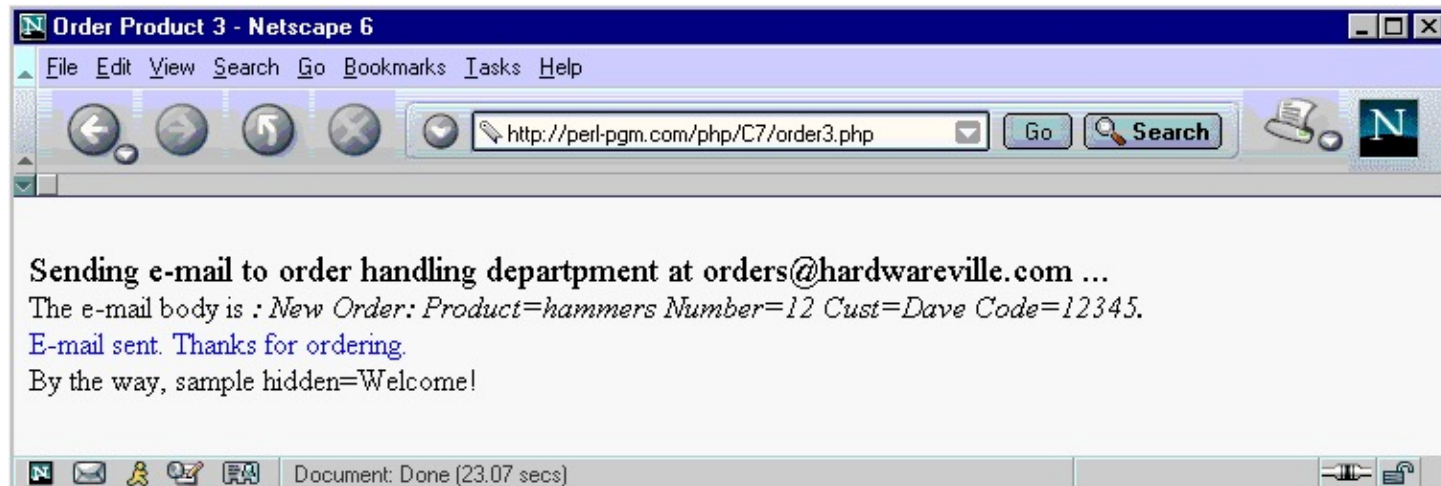 Order Product 3 - Netscape 6
File Edit View Search Go Bookmarks Tasks Help
http://perl-pgm.com/php/C7/order3.php Go Search N
Sending e-mail to order handling departpment at orders@hardwareville.com ...
The e-mail body is : New Order: Product=hammers Number=12 Cust=Dave Code=12345.
E-mail sent. Thanks for ordering.
By the way, sample hidden=Welcome!
Document: Done (23.07 secs)